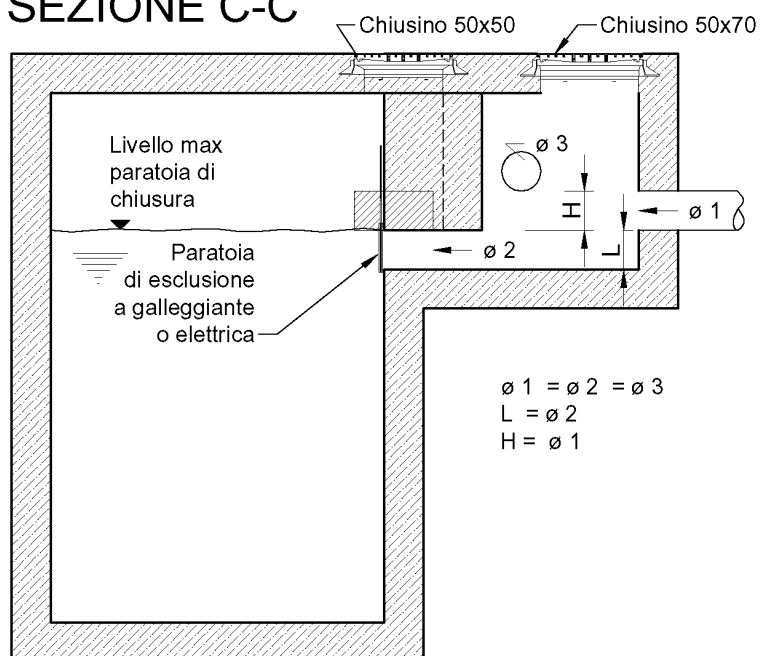 SEZIONE C-C
Chiusino 50x50
Chiusino 50x70
Livello max
paratoia di
chiusura
ø 3
H
ø 1
L
ø 2
Paratoia
di esclusione
a galleggiante
o elettrica
ø 1 = ø 2 = ø 3
L = ø 2
H = ø 1